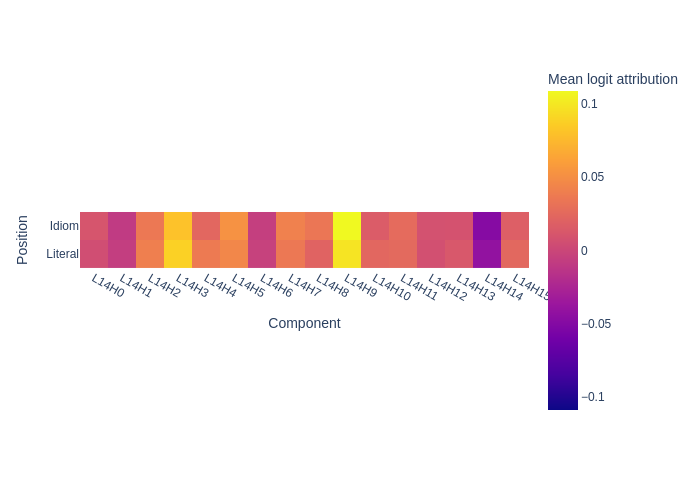 Mean logit attribution
0.1
0.05
0
−0.05
−0.1
Position
Idiom
Literal
L14H0
L14H1
L14H2
L14H3
L14H4
L14H5
L14H6
L14H7
L14H8
L14H9
L14H10
L14H11
L14H12
L14H13
L14H14
L14H15
Component